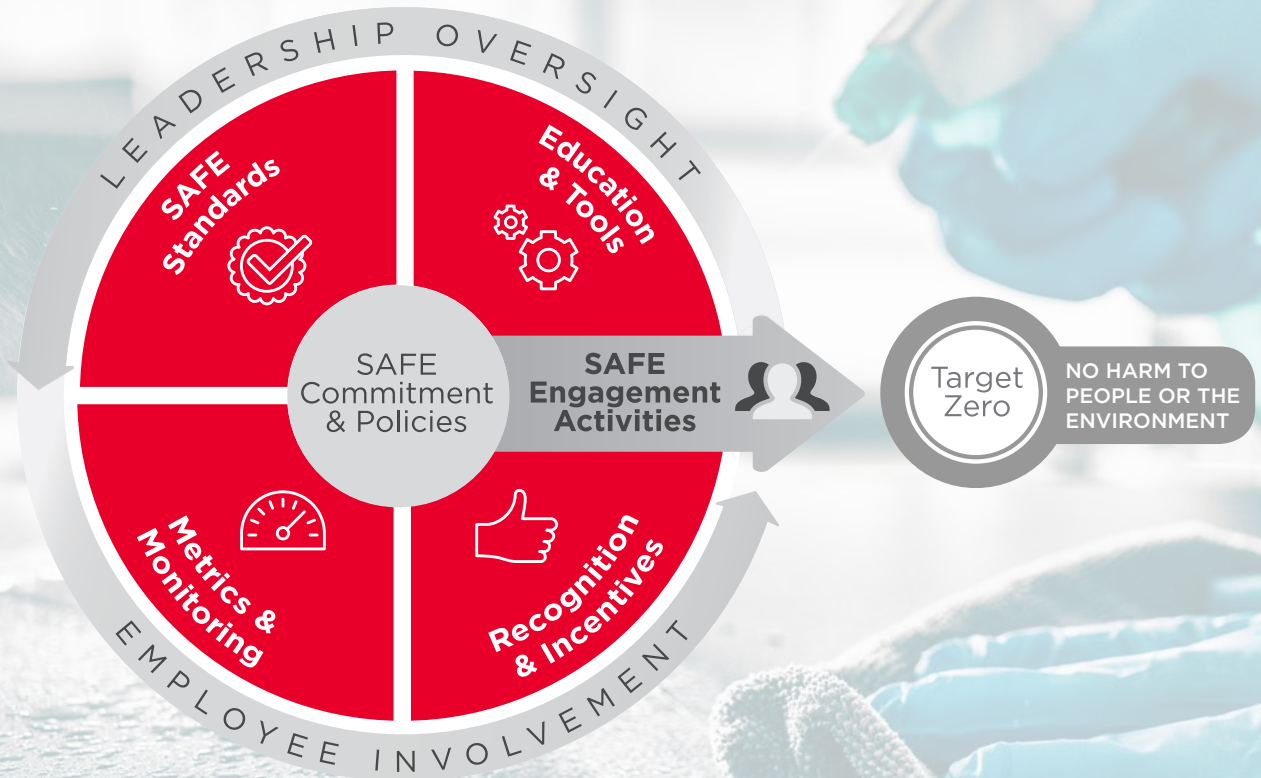 LEADERSHIP OVERSIGHT
SAFE
Standards
Education
& Tools
SAFE
Commitment
& Policies
SAFE
Engagement
Activities
Target
Zero
NO HARM TO
PEOPLE OR THE
ENVIRONMENT
Metrics &
Monitoring
Recognition
& Incentives
EMPLOYEE INVOLVEMENT